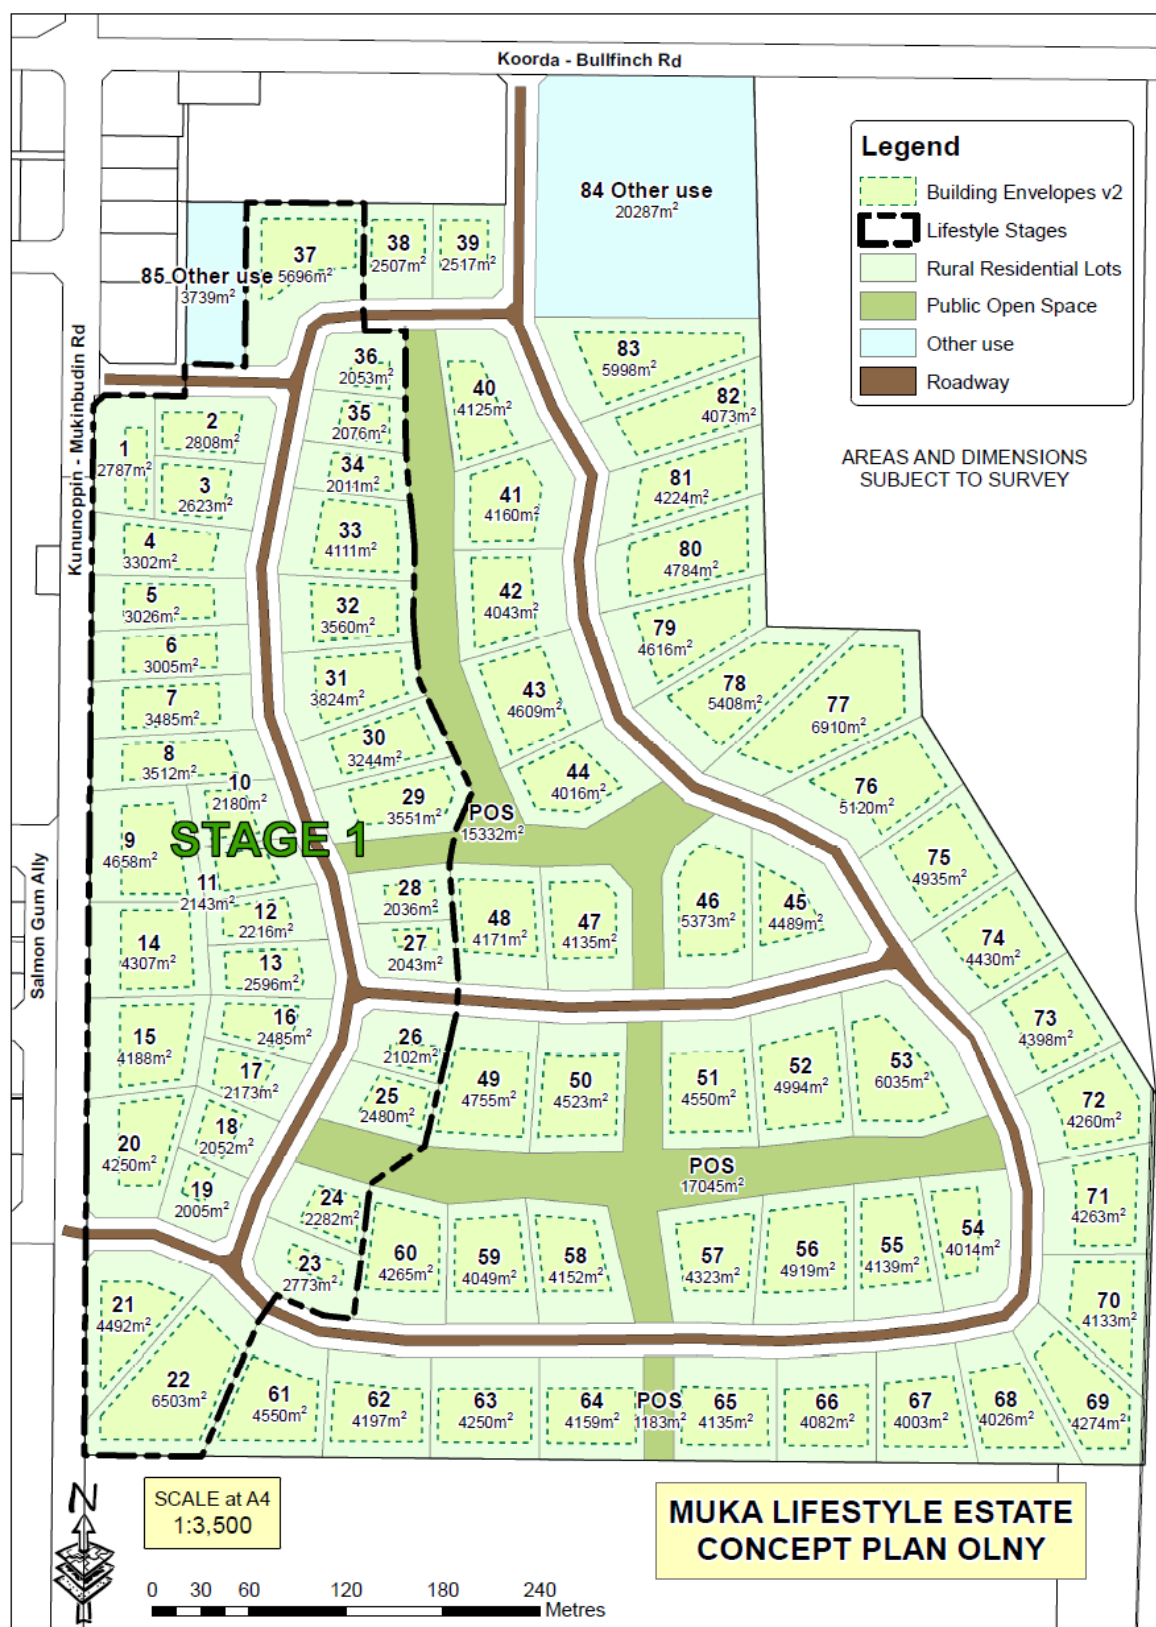 Koorda - Bullfinch Rd
Legend
Building Envelopes v2
Lifestyle Stages
Rural Residential Lots
Public Open Space
Other use
Roadway
AREAS AND DIMENSIONS
SUBJECT TO SURVEY
84 Other use
20287m²
85 Other use
3739m²
37
5696m²
38
2507m²
39
2517m²
Kununoppin - Mukinbudin Rd
Salmon Gum Ally
36
2053m²
35
2076m²
34
2011m²
33
4111m²
32
3560m²
31
3824m²
30
3244m²
29
3551m²
40
4125m²
41
4160m²
42
4043m²
43
4609m²
44
4016m²
83
5998m²
82
4073m²
81
4224m²
80
4784m²
79
4616m²
78
5408m²
77
6910m²
76
5120m²
75
4935m²
74
4430m²
73
4398m²
72
4260m²
71
4263m²
70
4133m²
1
2787m²
2
2808m²
3
2623m²
4
3302m²
5
3026m²
6
3005m²
7
3485m²
8
3512m²
10
2180m²
9
4658m²
STAGE 1
11
2143m²
12
2216m²
13
2596m²
14
4307m²
15
4188m²
16
2485m²
17
2173m²
18
2052m²
19
2005m²
20
4250m²
POS
15332m²
28
2036m²
27
2043m²
48
4171m²
47
4135m²
46
5373m²
45
4489m²
26
2102m²
25
2480m²
49
4755m²
50
4523m²
51
4550m²
52
4994m²
53
6035m²
POS
17045m²
24
2282m²
23
2773m²
60
4265m²
59
4049m²
58
4152m²
57
4323m²
56
4919m²
55
4139m²
54
4014m²
21
4492m²
22
6503m²
61
4550m²
62
4197m²
63
4250m²
64
4159m²
POS
1183m²
65
4135m²
66
4082m²
67
4003m²
68
4026m²
69
4274m²
N
SCALE at A4
1:3,500
0 30 60 120 180 240
Metres
MUKA LIFESTYLE ESTATE
CONCEPT PLAN OLNY